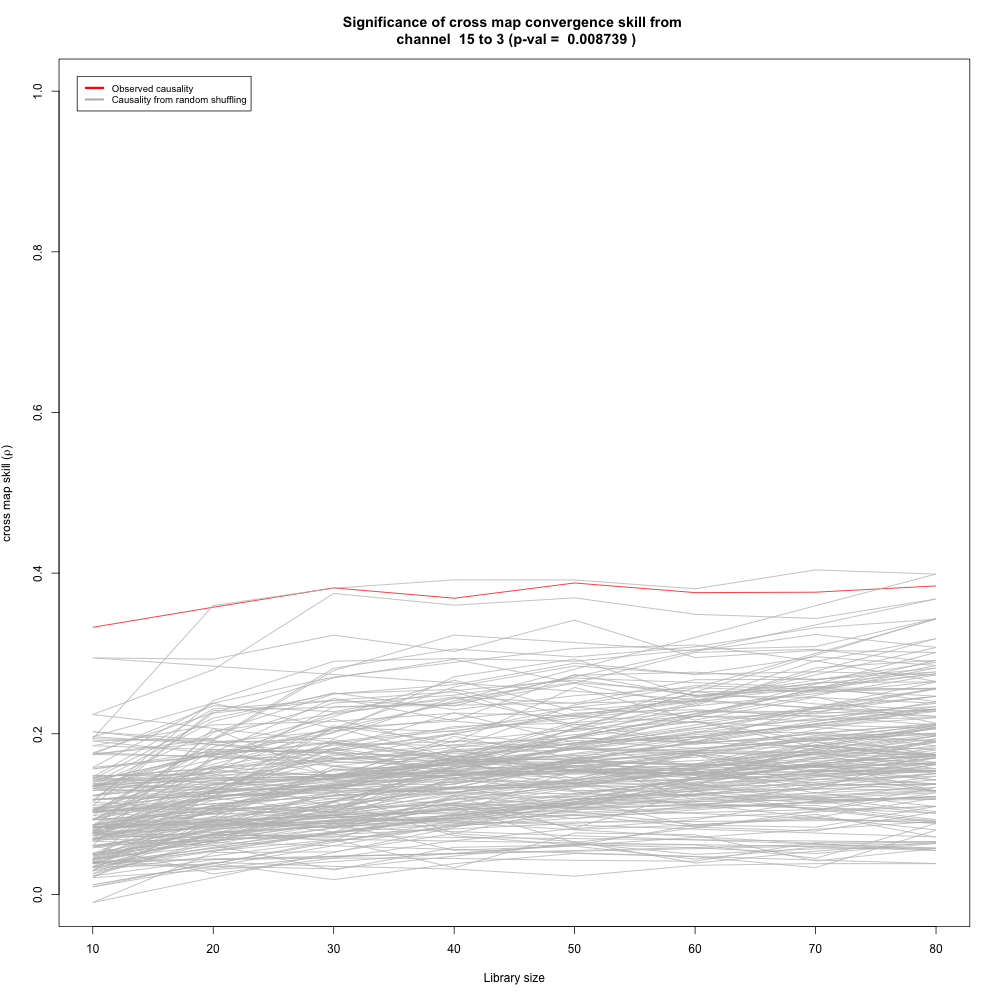 Significance of cross map convergence skill from
channel  15 to 3 (p-val =  0.008739 )
Observed causality
Causality from random shuffling
cross map skill (ρ)
1.0
0.8
0.6
0.4
0.2
0.0
10 20 30 40 50 60 70 80
Library size